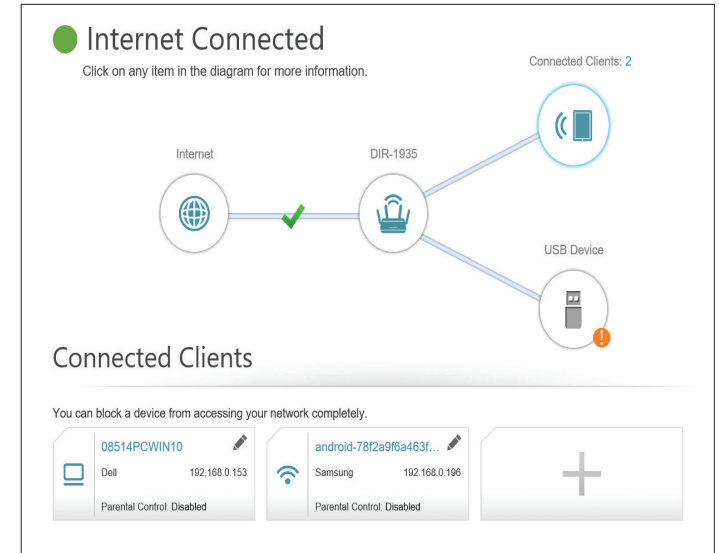 Internet Connected
Click on any item in the diagram for more information.
Connected Clients: 2
Internet
DIR-1935
USB Device
Connected Clients
You can block a device from accessing your network completely.
08514PCWIN10
Dell 192.168.0.153
Parental Control: Disabled
android-78f2a9f6a463f...
Samsung 192.168.0.196
Parental Control: Disabled